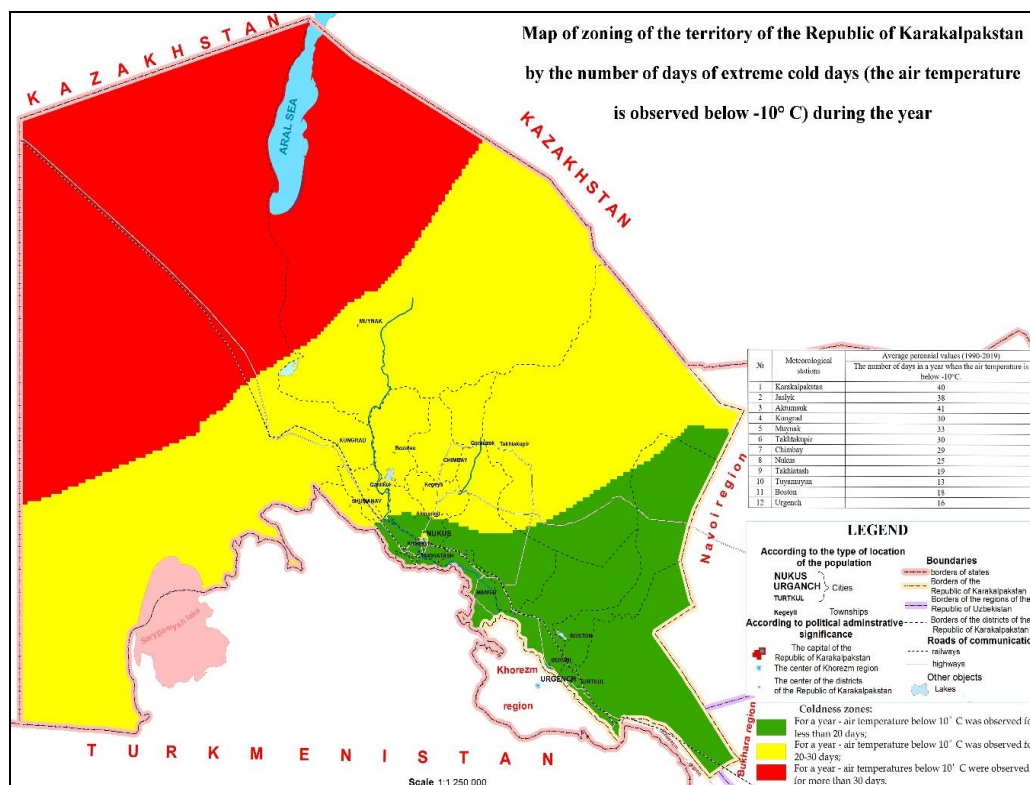 Map of zoning of the territory of the Republic of Karakalpakstan
by the number of days of extreme cold days (the air temperature
is observed below -10° C) during the year
KAZAKHSTAN
ARAL SEA
KAZAKHSTAN
MUYNAK
KUNGRAD
Bozatau
CHIMBAY
Takhtakupir
Kegeyli
SHUMANAY
NUKUS
TAKHIATASH
MANGIT
BOSTON
BERUNI
URGENCH
TURTKUL
Sarygamysh lake
Khorezm
region
Navoi region
Bukhara region
TURKMENISTAN
Scale 1:1 250 000
№ Meteorological stations Average perennial values (1990-2019)
The number of days in a year when the air temperature is
below -10°C.
1 Karakalpakstan 40
2 Jaslyk 38
3 Aktumsuk 41
4 Kungrad 30
5 Muynak 33
6 Takhtakupir 30
7 Chimbay 29
8 Nukus 25
9 Takhiatash 19
10 Tuyamuyun 13
11 Boston 18
12 Urgench 16
LEGEND
According to the type of location
of the population
NUKUS
URGANCH
TURTKUL
Cities
Kegeyli Townships
According to political adminstrative
significance
The capital of the
Republic of Karakalpakstan
The center of Khorezm region
The center of the districts
of the Republic of Karakalpakstan
Boundaries
borders of states
Borders of the
Republic of Karakalpakstan
Borders of the regions of the
Republic of Uzbekistan
Borders of the districts of the
Republic of Karakalpakstan
Roads of communication
railways
highways
Other objects
Lakes
Coldness zones:
For a year - air temperature below 10° C was observed
less than 20 days;
For a year - air temperature below 10° C was observed
20-30 days;
For a year - air temperatures below 10° C were observed
for more than 30 days.